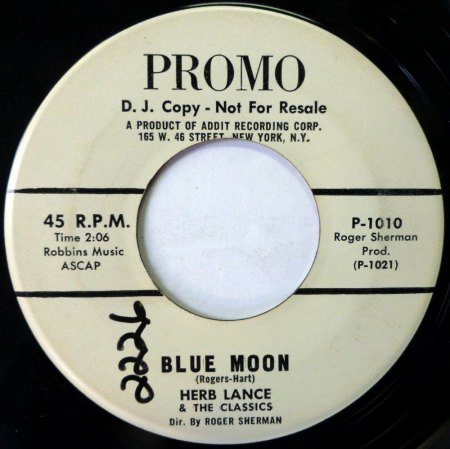 PROMO
D. J. Copy - Not For Resale
A PRODUCT OF ADDIT RECORDING CORP.
165 W. 46 STREET, NEW YORK, N.Y.
45 R.P.M.
Time 2:06
Robbins Music
ASCAP
P-1010
Roger Sherman
Prod.
(P-1021)
BLUE MOON
(Rogers-Hart)
HERB LANCE
& THE CLASSICS
Dir. By ROGER SHERMAN